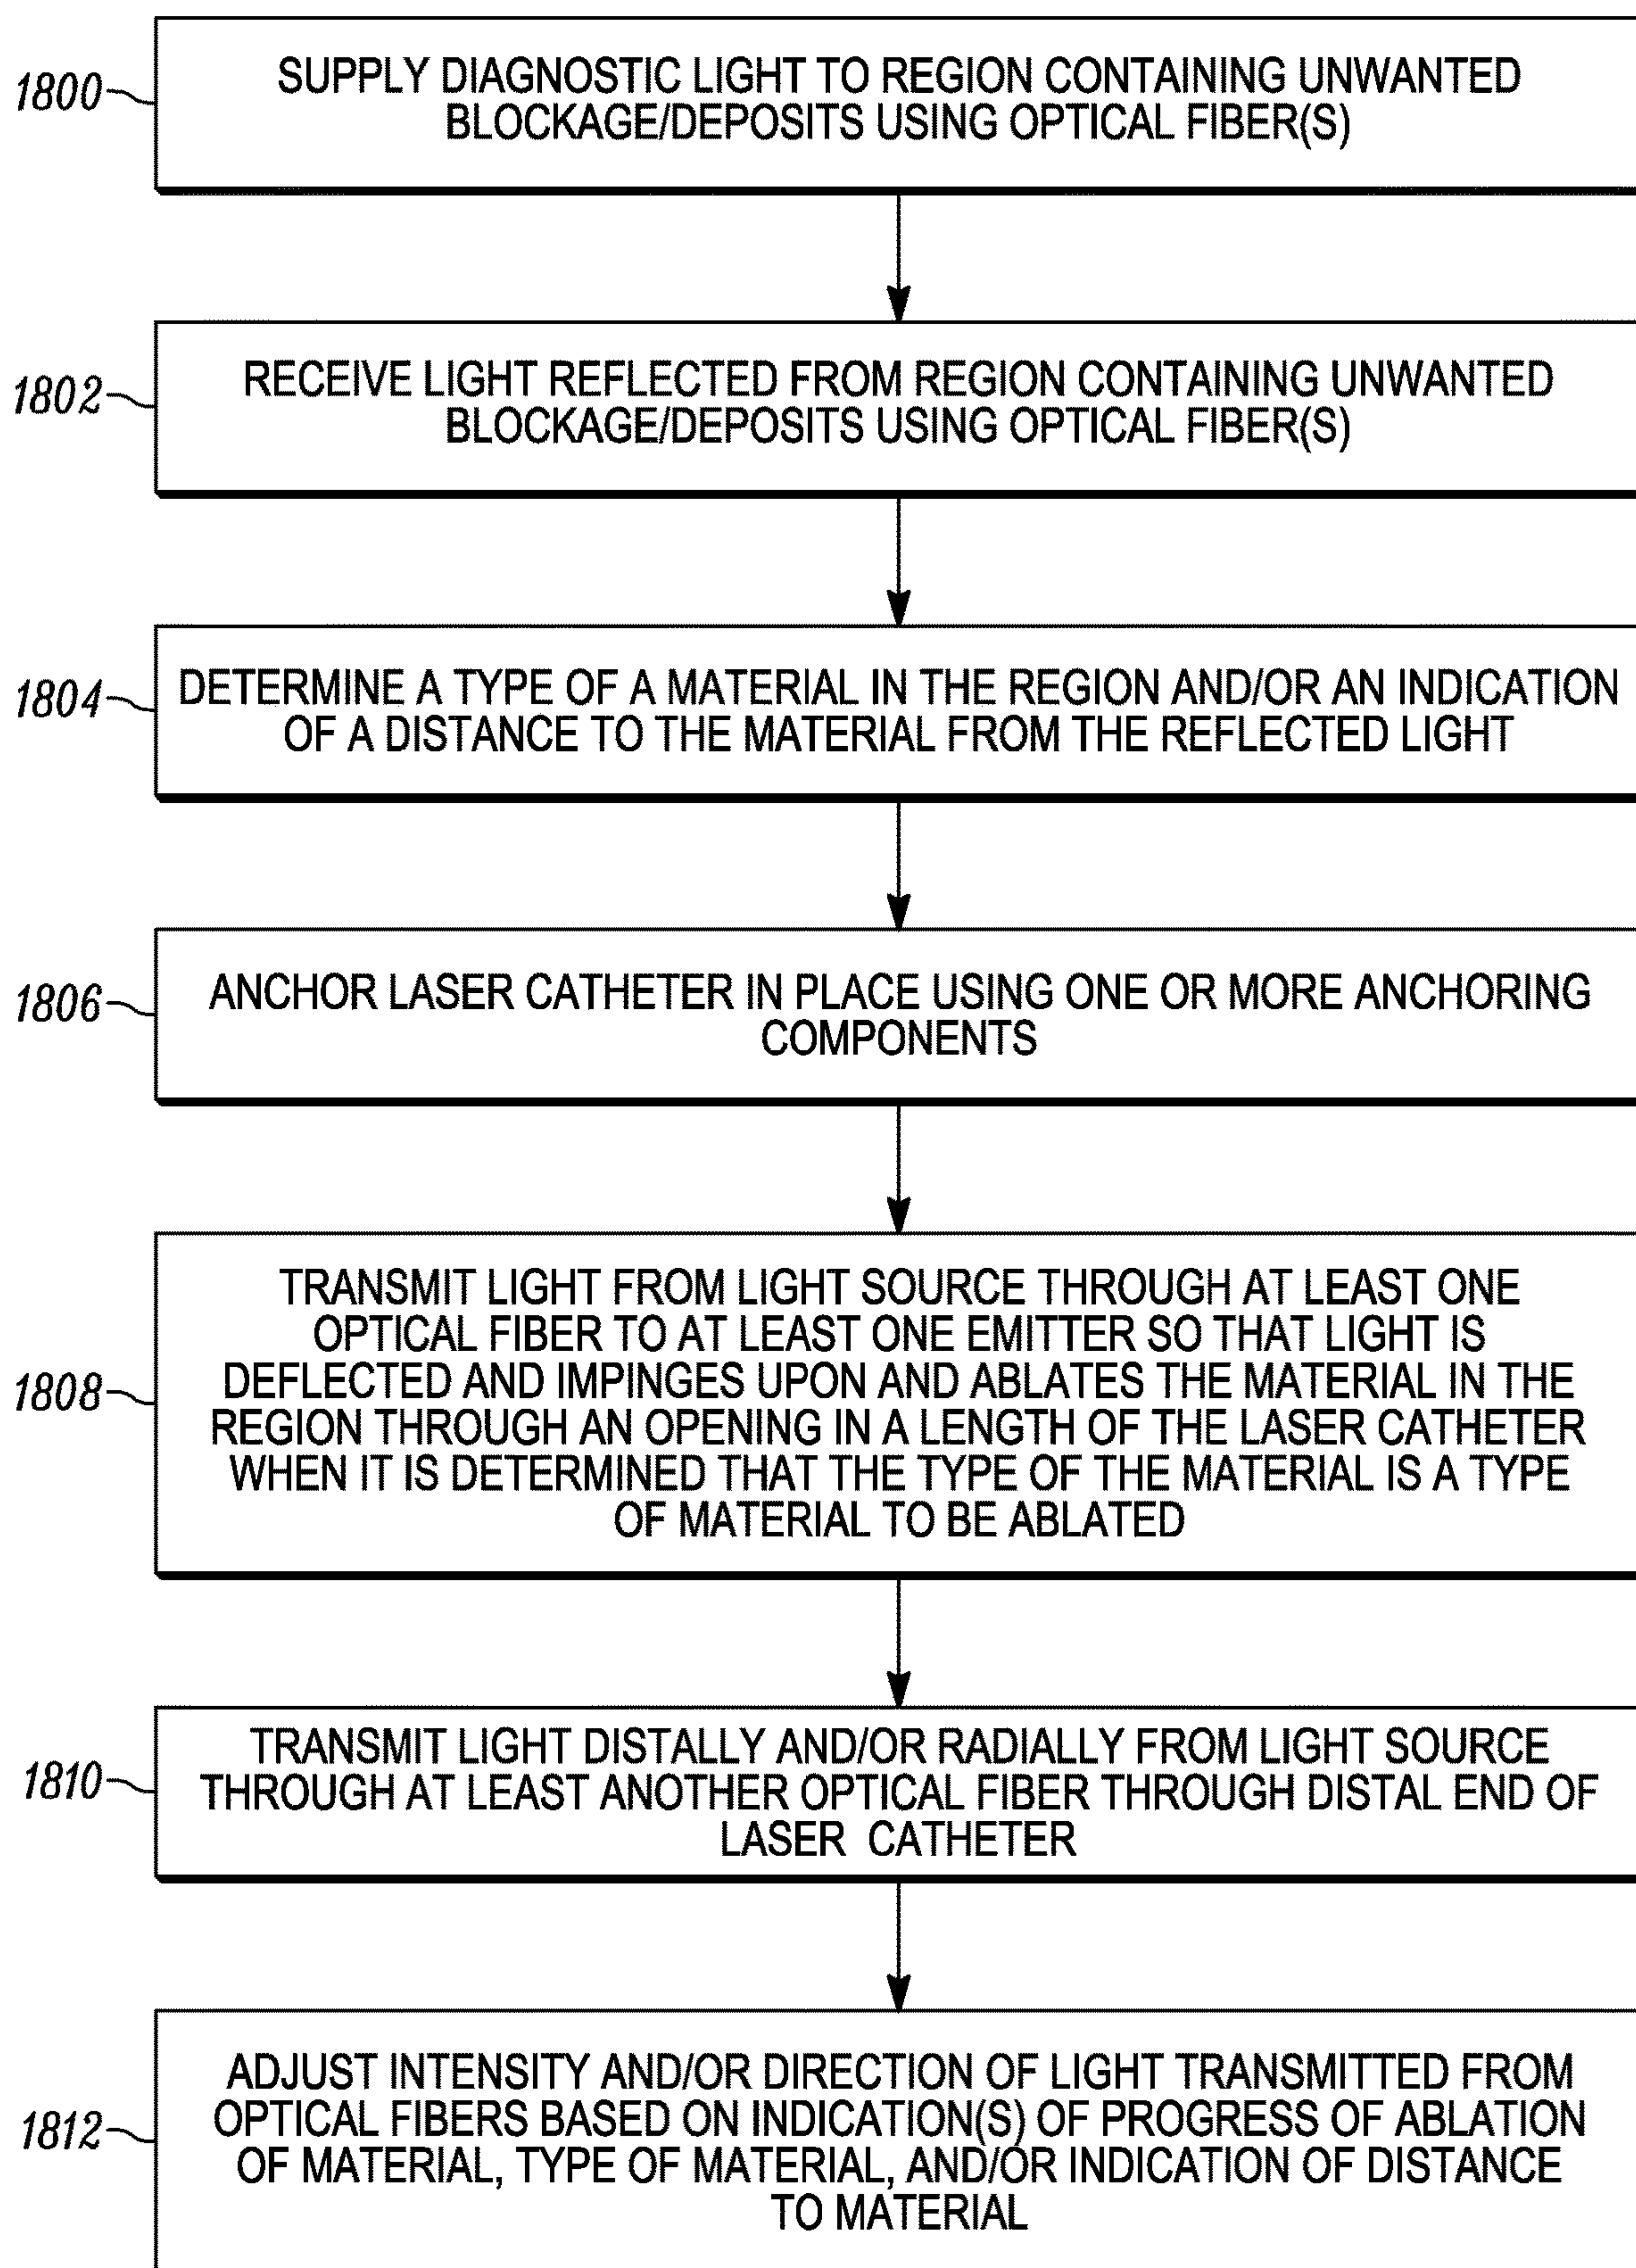 1800
SUPPLY DIAGNOSTIC LIGHT TO REGION CONTAINING UNWANTED
BLOCKAGE/DEPOSITS USING OPTICAL FIBER(S)
1802
RECEIVE LIGHT REFLECTED FROM REGION CONTAINING UNWANTED
BLOCKAGE/DEPOSITS USING OPTICAL FIBER(S)
1804
DETERMINE A TYPE OF A MATERIAL IN THE REGION AND/OR AN INDICATION
OF A DISTANCE TO THE MATERIAL FROM THE REFLECTED LIGHT
1806
ANCHOR LASER CATHETER IN PLACE USING ONE OR MORE ANCHORING
COMPONENTS
1808
TRANSMIT LIGHT FROM LIGHT SOURCE THROUGH AT LEAST ONE
OPTICAL FIBER TO AT LEAST ONE EMITTER SO THAT LIGHT IS
DEFLECTED AND IMPINGES UPON AND ABLATES THE MATERIAL IN THE
REGION THROUGH AN OPENING IN A LENGTH OF THE LASER CATHETER
WHEN IT IS DETERMINED THAT THE TYPE OF THE MATERIAL IS A TYPE
OF MATERIAL TO BE ABLATED
1810
TRANSMIT LIGHT DISTALLY AND/OR RADIALLY FROM LIGHT SOURCE
THROUGH AT LEAST ANOTHER OPTICAL FIBER THROUGH DISTAL END OF
LASER CATHETER
1812
ADJUST INTENSITY AND/OR DIRECTION OF LIGHT TRANSMITTED FROM
OPTICAL FIBERS BASED ON INDICATION(S) OF PROGRESS OF ABLATION
OF MATERIAL, TYPE OF MATERIAL, AND/OR INDICATION OF DISTANCE
TO MATERIAL